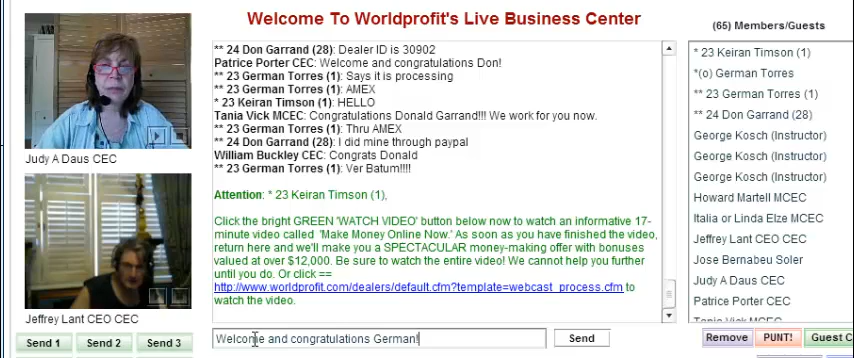 Welcome To Worldprofit's Live Business Center
Judy A Daus CEC
Jeffrey Lant CEO CEC
Send 1
Send 2
Send 3
** 24 Don Garrand (28): Dealer ID is 30902
Patrice Porter CEC: Welcome and congratulations Don!
** 23 German Torres (1): Says it is processing
** 23 German Torres (1): AMEX
* 23 Keiran Timson (1): HELLO
Tania Vick MCEC: Congratulations Donald Garrand!!! We work for you now.
** 23 German Torres (1): Thru AMEX
** 24 Don Garrand (28): I did mine through paypal
William Buckley CEC: Congrats Donald
** 23 German Torres (1): Ver Batum!!!!
Attention: * 23 Keiran Timson (1),
Click the bright GREEN 'WATCH VIDEO' button below now to watch an informative 17-
minute video called 'Make Money Online Now.' As soon as you have finished the video,
return here and we'll make you a SPECTACULAR money-making offer with bonuses
valued at over $12,000. Be sure to watch the entire video! We cannot help you further
until you do. Or click ==
http://www.worldprofit.com/dealers/default.cfm?template=webcast_process.cfm to
watch the video.
Welcome and congratulations German!
Send
(65) Members/Guests
* 23 Keiran Timson (1)
*(o) German Torres
** 23 German Torres (1)
** 24 Don Garrand (28)
George Kosch (Instructor)
George Kosch (Instructor)
George Kosch (Instructor)
Howard Martell MCEC
Italia or Linda Elze MCEC
Jeffrey Lant CEO CEC
Jose Bernabeu Soler
Judy A Daus CEC
Patrice Porter CEC
Tania Vick MCEC
Remove
PUNT!
Guest C